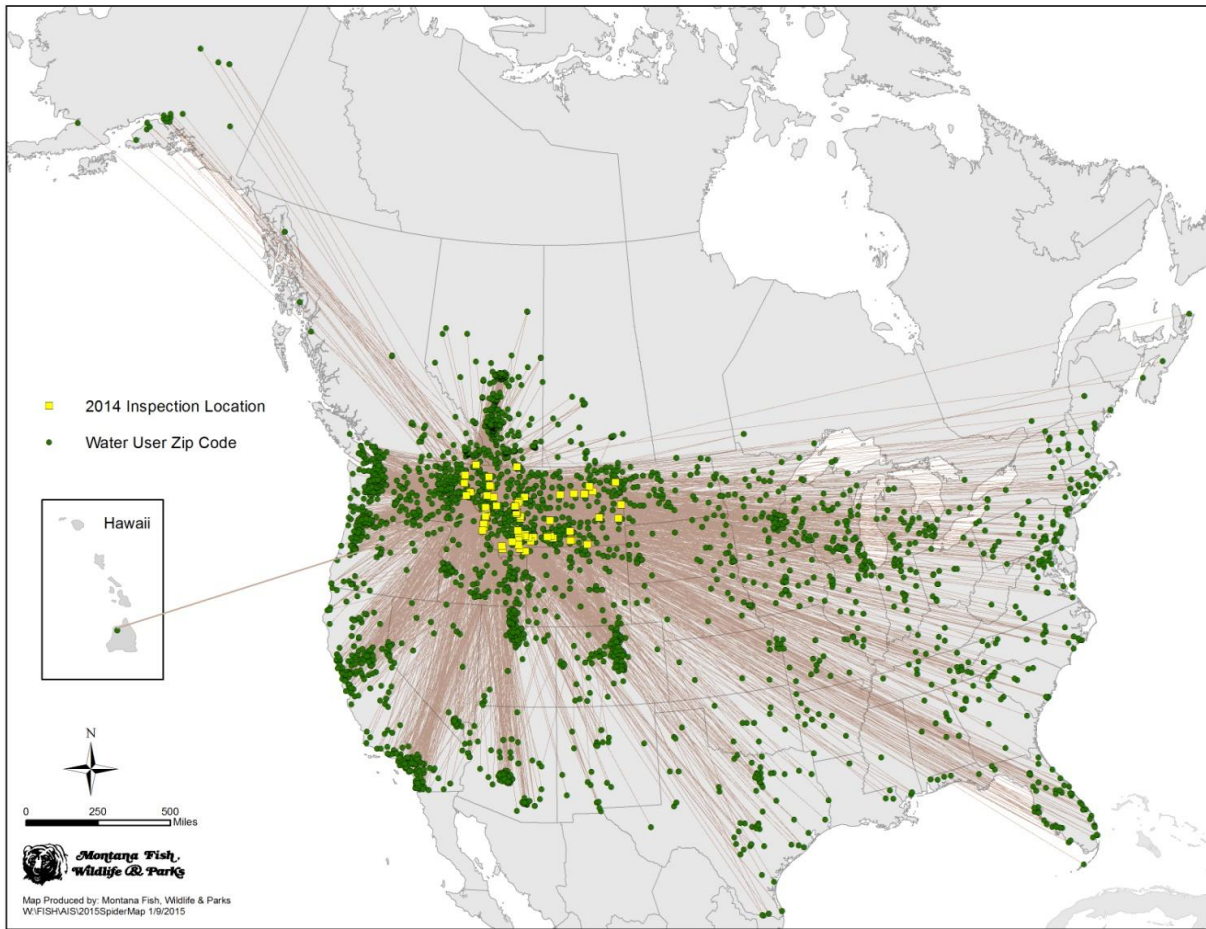 2014 Inspection Location
Water User Zip Code
Hawaii
N
0 250 500
Miles
Montana Fish,
Wildlife & Parks
Map Produced by: Montana Fish, Wildlife & Parks
W:\FISH\AIS\2015SpiderMap 1/9/2015